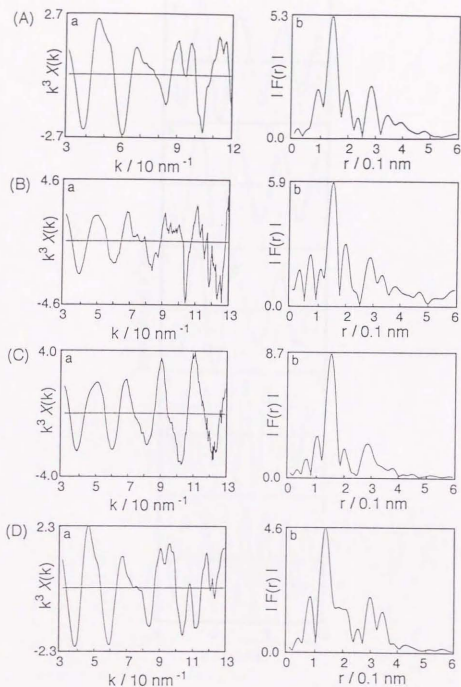 (A)
2.7
a
k³ X(k)
-2.7
3 4 5 6 7 8 9 10 12
k / 10 nm⁻¹
5.3
b
| F(r) |
0.0
0 1 2 3 4 5 6
r / 0.1 nm
(B)
4.6
a
k³ X(k)
-4.6
3 5 7 9 11 13
k / 10 nm⁻¹
5.9
b
| F(r) |
0.0
0 1 2 3 4 5 6
r / 0.1 nm
(C)
4.0
a
k³ X(k)
-4.0
3 5 7 9 11 13
k / 10 nm⁻¹
8.7
b
| F(r) |
0.0
0 1 2 3 4 5 6
r / 0.1 nm
(D)
2.3
a
k³ X(k)
-2.3
3 5 7 9 11 13
k / 10 nm⁻¹
4.6
b
| F(r) |
0.0
0 1 2 3 4 5 6
r / 0.1 nm